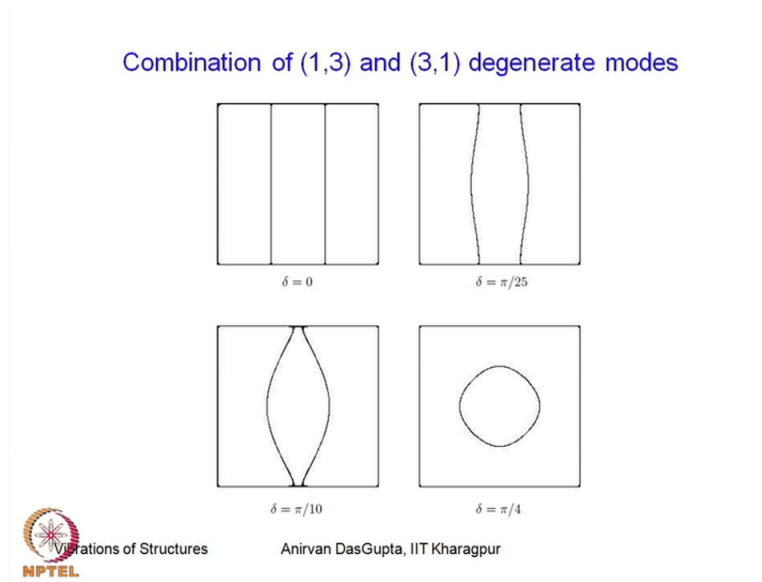 Combination of (1,3) and (3,1) degenerate modes
δ = 0
δ = π/25
δ = π/10
δ = π/4
Vibrations of Structures
Anirvan DasGupta, IIT Kharagpur
NPTEL